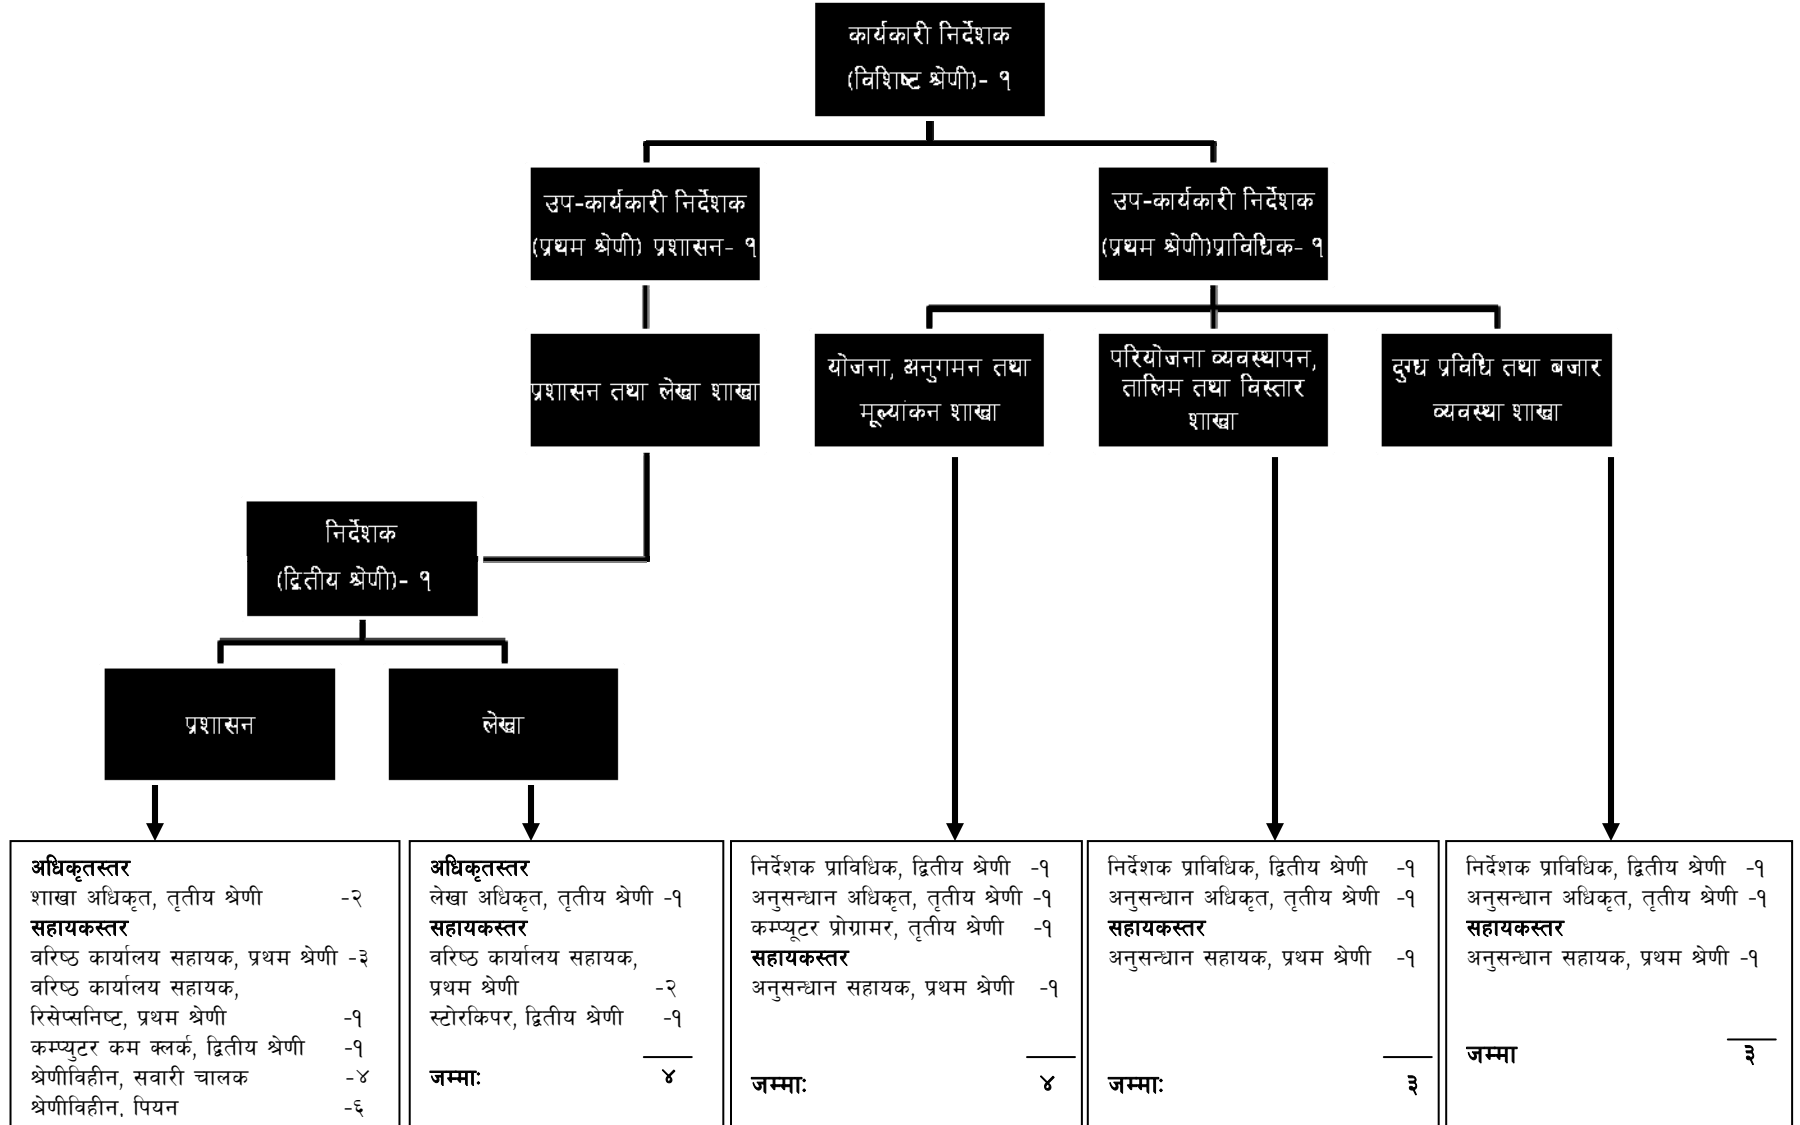 कार्यकारी निर्देशक
(विशिष्ट श्रेणी)- १
उप-कार्यकारी निर्देशक
(प्रथम श्रेणी) प्रशासन- १
उप-कार्यकारी निर्देशक
(प्रथम श्रेणी)प्राविधिक- १
प्रशासन तथा लेखा शाखा
योजना, अनुगमन तथा
मूल्यांकन शाखा
परियोजना व्यवस्थापन,
तालिम तथा विस्तार
शाखा
दुग्ध प्रविधि तथा बजार
व्यवस्था शाखा
निर्देशक
(द्वितीय श्रेणी)- १
प्रशासन
लेखा
अधिकृतस्तर
शाखा अधिकृत, तृतीय श्रेणी -२
सहायकस्तर
वरिष्ठ कार्यालय सहायक, प्रथम श्रेणी -३
वरिष्ठ कार्यालय सहायक,
रिसेप्सनिष्ट, प्रथम श्रेणी -१
कम्प्युटर कम क्लर्क, द्वितीय श्रेणी -१
श्रेणीविहीन, सवारी चालक -४
श्रेणीविहीन, पियन -६
अधिकृतस्तर
लेखा अधिकृत, तृतीय श्रेणी -१
सहायकस्तर
वरिष्ठ कार्यालय सहायक,
प्रथम श्रेणी -२
स्टोरकिपर, द्वितीय श्रेणी -१
जम्माः ४
निर्देशक प्राविधिक, द्वितीय श्रेणी -१
अनुसन्धान अधिकृत, तृतीय श्रेणी -१
कम्प्यूटर प्रोग्रामर, तृतीय श्रेणी -१
सहायकस्तर
अनुसन्धान सहायक, प्रथम श्रेणी -१
जम्माः ४
निर्देशक प्राविधिक, द्वितीय श्रेणी -१
अनुसन्धान अधिकृत, तृतीय श्रेणी -१
सहायकस्तर
अनुसन्धान सहायक, प्रथम श्रेणी -१
जम्माः ३
निर्देशक प्राविधिक, द्वितीय श्रेणी -१
अनुसन्धान अधिकृत, तृतीय श्रेणी -१
सहायकस्तर
अनुसन्धान सहायक, प्रथम श्रेणी -१
जम्मा ३